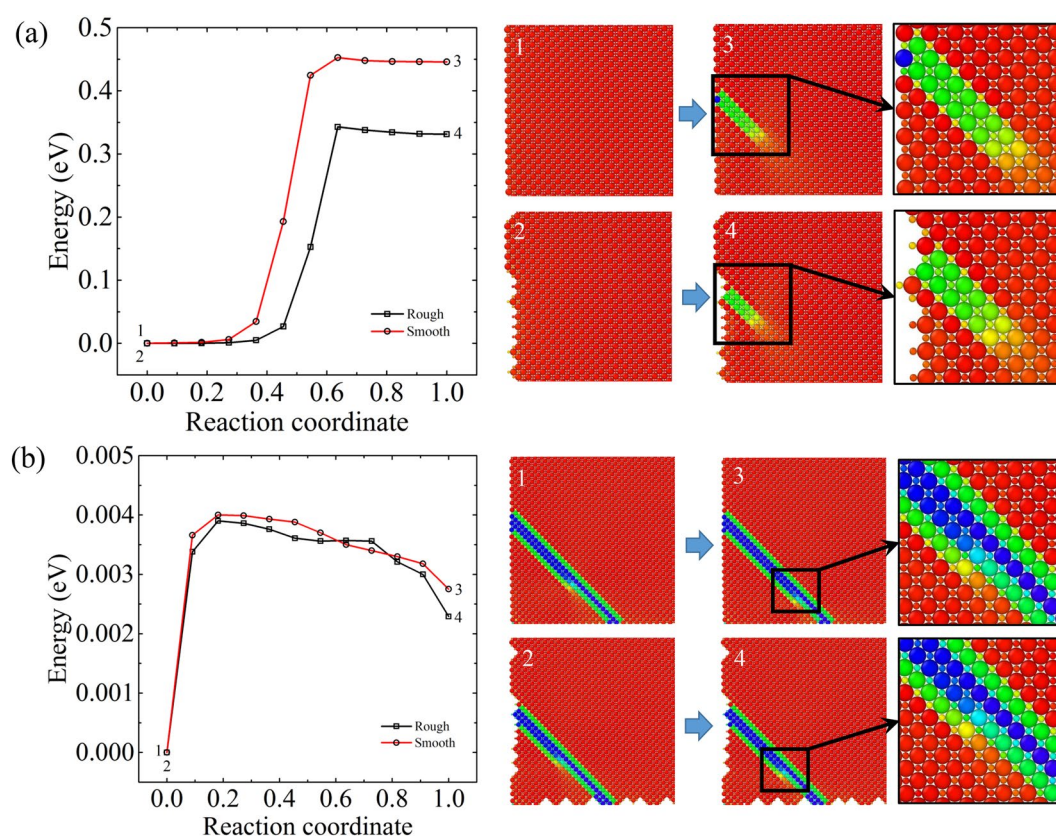 (a)
Energy (eV)
0.5
0.4
0.3
0.2
0.1
0.0
1
2
3
4
Rough
Smooth
0.0 0.2 0.4 0.6 0.8 1.0
Reaction coordinate
1
3
2
4
(b)
Energy (eV)
0.005
0.004
0.003
0.002
0.001
0.000
1
2
3
4
Rough
Smooth
0.0 0.2 0.4 0.6 0.8 1.0
Reaction coordinate
1
3
2
4